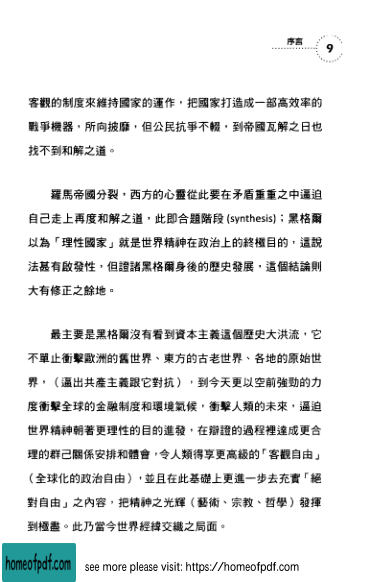 序言
9
客觀的制度來維持國家的運作，把國家打造成一部高效率的
戰爭機器，所向披靡，但公民抗爭不輟，到帝國瓦解之日也
找不到和解之道。
羅馬帝國分裂，西方的心靈從此要在矛盾重重之中逼迫
自己走上再度和解之道，此即合題階段 (synthesis)；黑格爾
以為「理性國家」就是世界精神在政治上的終極目的，這說
法甚有啟發性，但證諸黑格爾身後的歷史發展，這個結論則
大有修正之餘地。
最主要是黑格爾沒有看到資本主義這個歷史大洪流，它
不單止衝擊歐洲的舊世界、東方的古老世界、各地的原始世
界，（逼出共產主義跟它對抗），到今天更以空前強勁的力
度衝擊全球的金融制度和環境氣候，衝擊人類的未來，逼迫
世界精神朝著更理性的目的進發，在辯證的過程裡達成更合
理的群己關係安排和體會，令人類得享更高級的「客觀自由」
（全球化的政治自由），並且在此基礎上更進一步去充實「絕
對自由」之內容，把精神之光輝（藝術、宗教、哲學）發揮
到極盡。此乃當今世界經緯交織之局面。
homeofpdf.com
see more please visit: https://homeofpdf.com